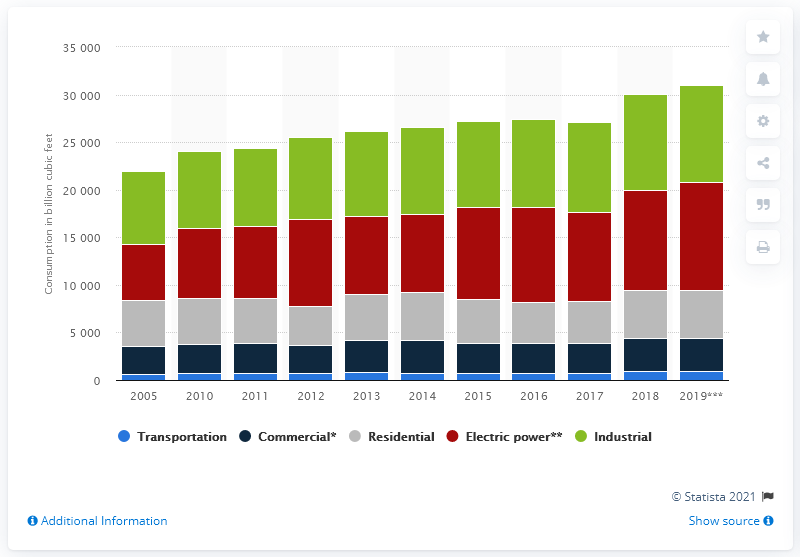 35 000
30 000
25 000
20 000
15 000
10 000
5 000
0
Consumption in billion cubic feet
2005 2010 2011 2012 2013 2014 2015 2016 2017 2018 2019***
Transportation Commercial* Residential Electric power** Industrial
© Statista 2021
Additional Information Show source